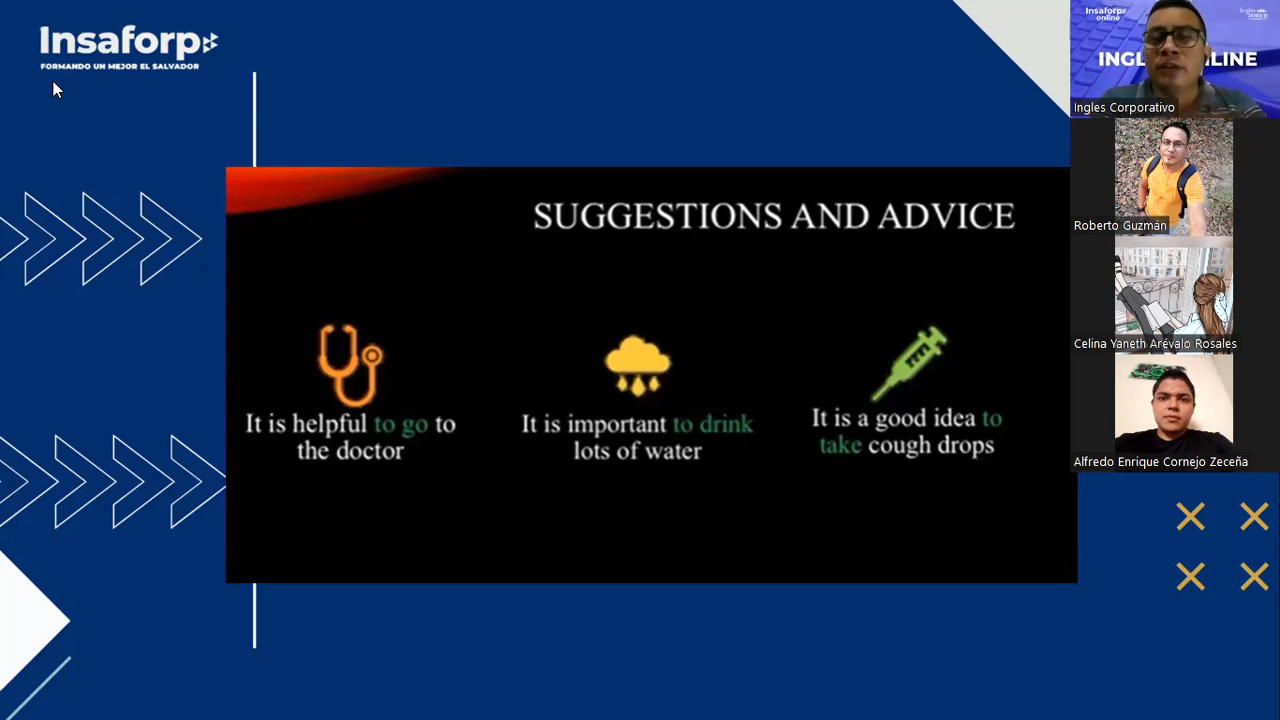 Insaforp
FORMANDO UN MEJOR EL SALVADOR
SUGGESTIONS AND ADVICE
It is helpful to go to
the doctor
It is important to drink
lots of water
It is a good idea to
take cough drops
Insaforp
online
Ingles Corporativo
Roberto Guzmán
Celina Yaneth Arévalo Rosales
Alfredo Enrique Cornejo Zeceña